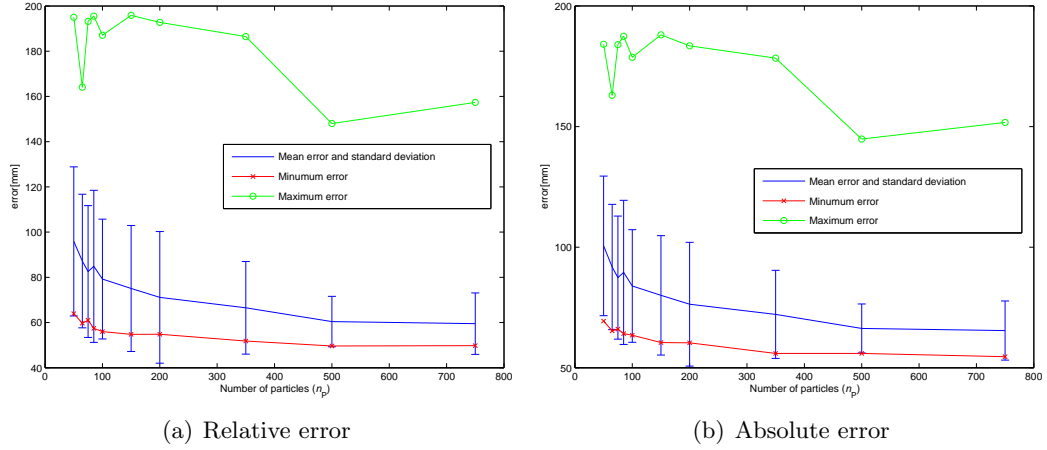 200
180
160
140
120
100
80
60
40
error[mm]
0 100 200 300 400 500 600 700 800
Number of particles (n_p)
Mean error and standard deviation
Minumum error
Maximum error
(a) Relative error
200
150
100
50
error[mm]
0 100 200 300 400 500 600 700 800
Number of particles (n_p)
Mean error and standard deviation
Minumum error
Maximum error
(b) Absolute error